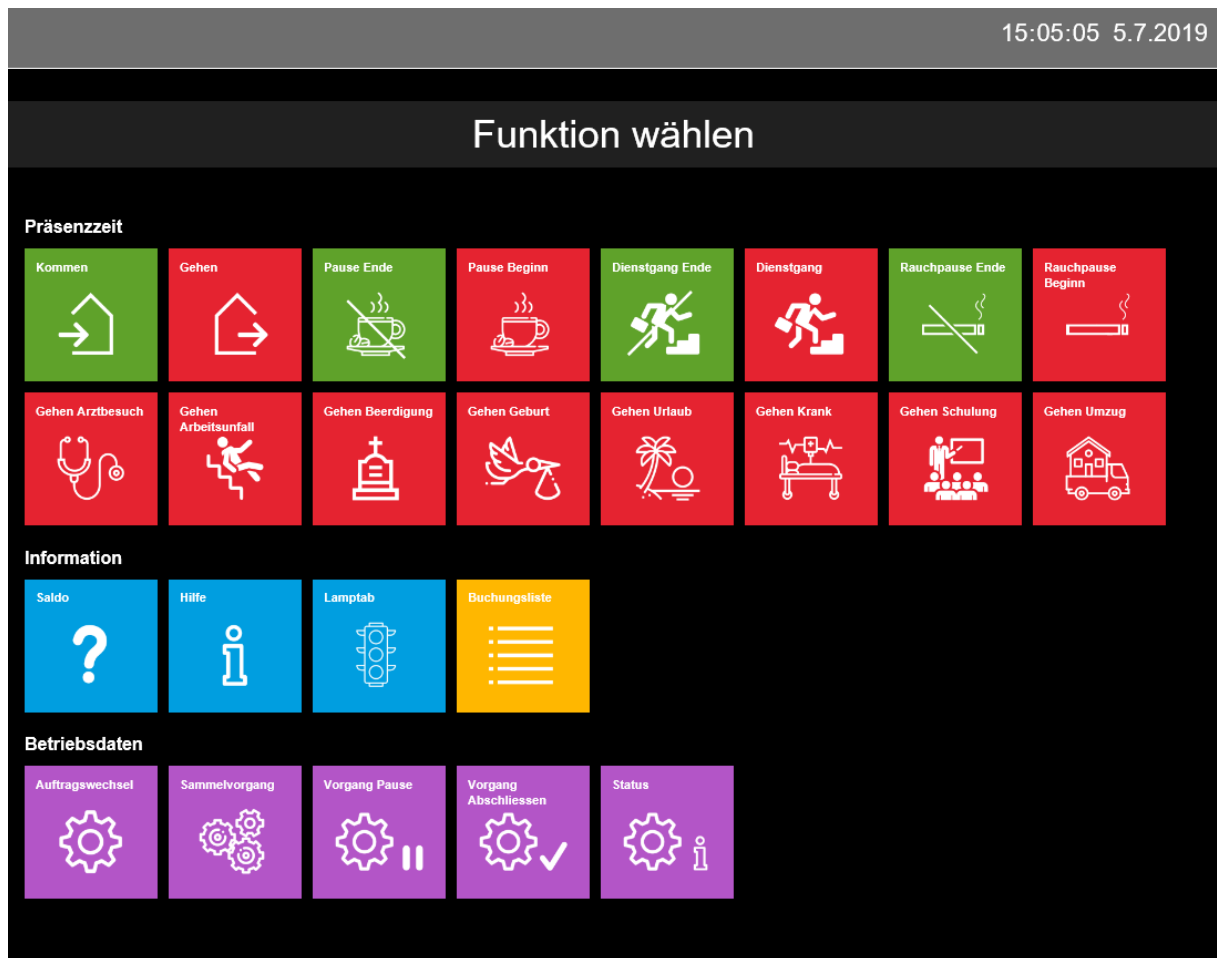 15:05:05 5.7.2019
Funktion wählen
Präsenzzeit
Kommen
Gehen
Pause Ende
Pause Beginn
Dienstgang Ende
Dienstgang
Rauchpause Ende
Rauchpause
Beginn
Gehen Arztbesuch
Gehen
Arbeitsunfall
Gehen Beerdigung
Gehen Geburt
Gehen Urlaub
Gehen Krank
Gehen Schulung
Gehen Umzug
Information
Saldo
Hilfe
Lamptab
Buchungsliste
Betriebsdaten
Auftragswechsel
Sammelvorgang
Vorgang Pause
Vorgang
Abschliessen
Status